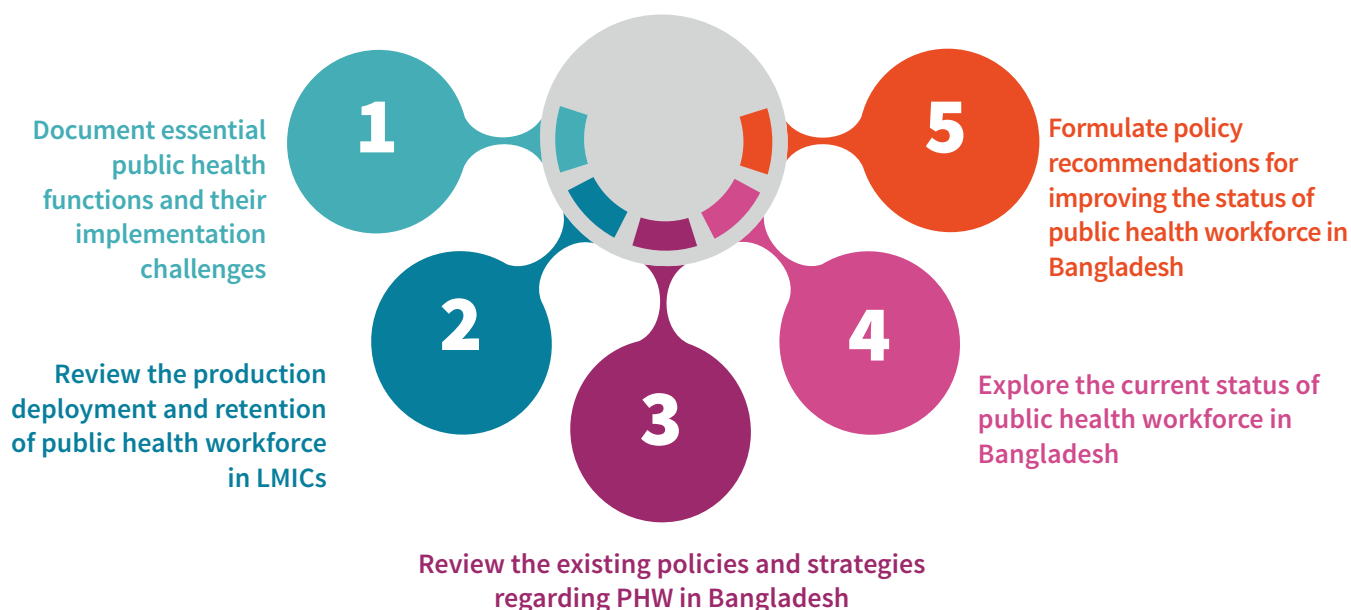 1
Document essential
public health
functions and their
implementation
challenges
2
Review the production
deployment and retention
of public health workforce
in LMICs
3
Review the existing policies and strategies
regarding PHW in Bangladesh
4
Explore the current status of
public health workforce in
Bangladesh
5
Formulate policy
recommendations for
improving the status of
public health workforce in
Bangladesh